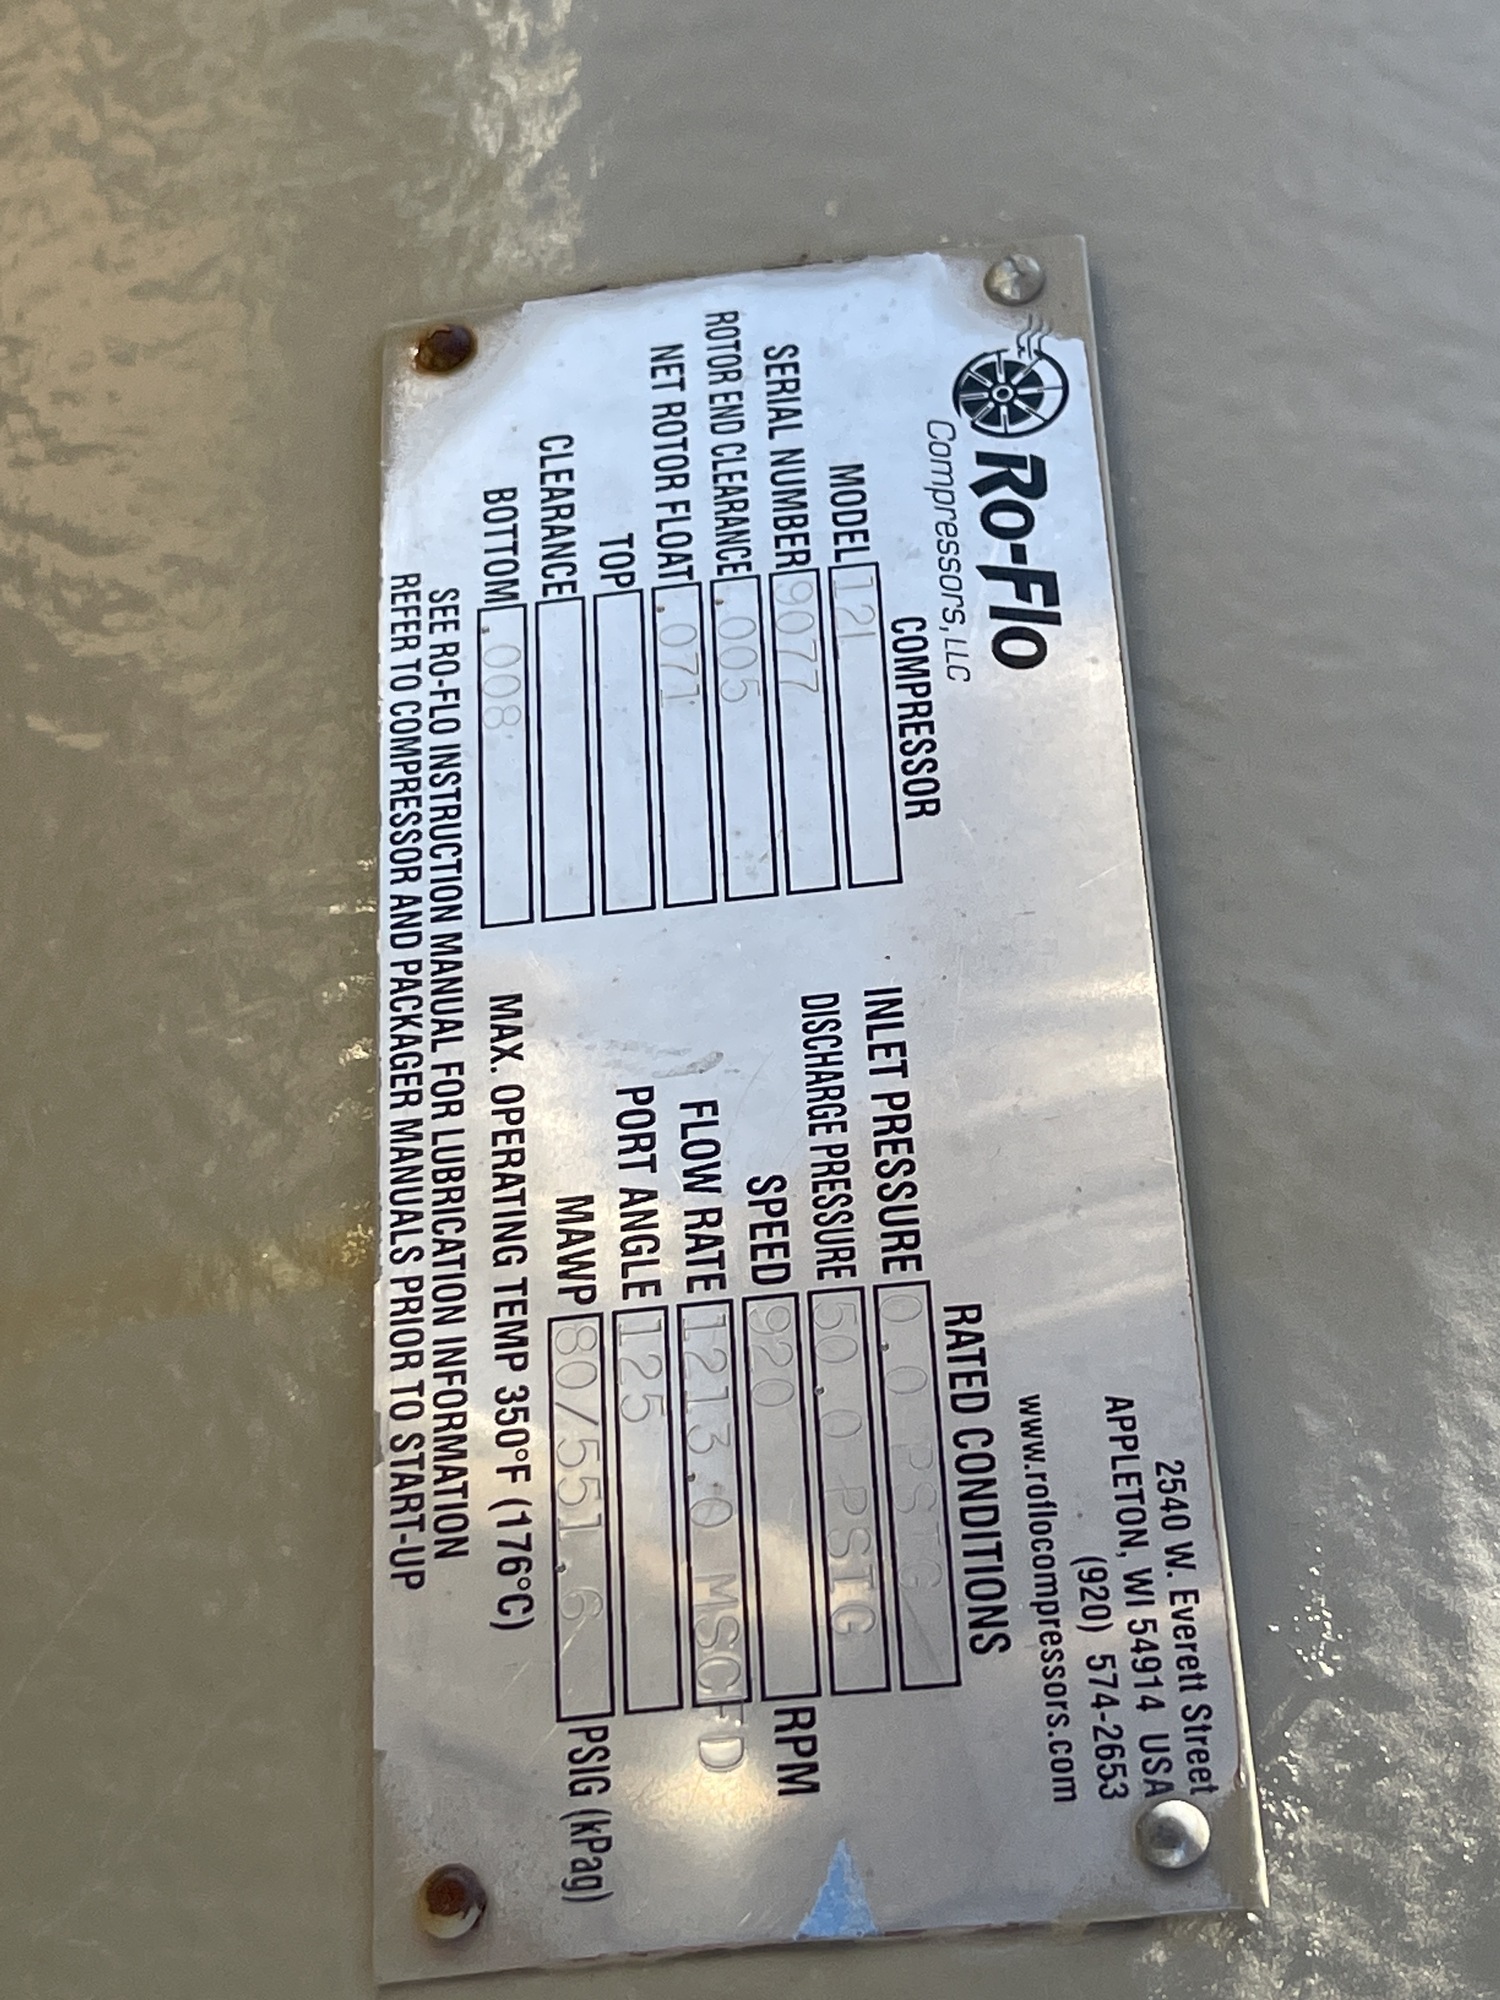 Ro-Flo
Compressors, LLC
2540 W. Everett Street
APPLETON, WI 54914 USA
(920) 574-2653
www.roflocompressors.com
COMPRESSOR
MODEL 12L
SERIAL NUMBER 9077
ROTOR END CLEARANCE .005
NET ROTOR FLOAT .071
TOP
CLEARANCE
BOTTOM .008
RATED CONDITIONS
INLET PRESSURE 0.0 PSIG/
DISCHARGE PRESSURE 50.0 PSIG
SPEED 920 RPM
FLOW RATE 1213.0 MSCFD
PORT ANGLE 125
MAWP 80/551.6 PSIG (kPag)
MAX. OPERATING TEMP 350°F (176°C)
SEE RO-FLO INSTRUCTION MANUAL FOR LUBRICATION INFORMATION
REFER TO COMPRESSOR AND PACKAGER MANUALS PRIOR TO START-UP